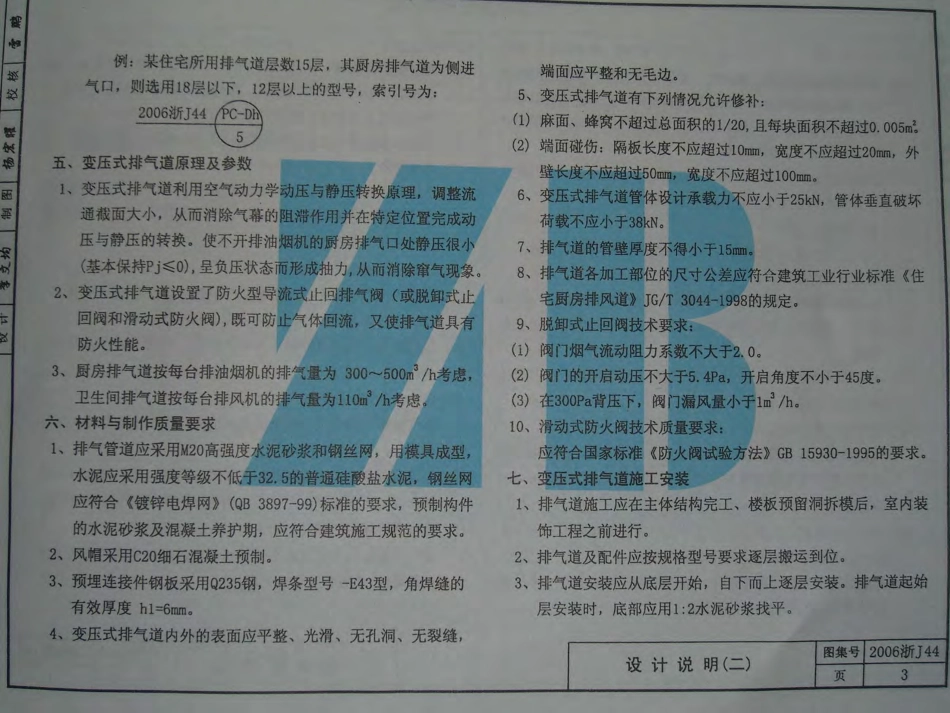 例：某住宅所用排气道层数15层，其厨房排气道为侧进
气口，则选用18层以下，12层以上的型号，索引号为：
2006浙J44 PC-Dh
5
五、变压式排气道原理及参数
1、变压式排气道利用空气动力学动压与静压转换原理，调整流
通截面大小，从而消除气幕的阻滞作用并在特定位置完成动
压与静压的转换。使不开排油烟机的厨房排气口处静压很小
(基本保持Pj≤0),呈负压状态而形成抽力,从而消除窜气现象。
2、变压式排气道设置了防火型导流式止回排气阀（或脱卸式止
回阀和滑动式防火阀),既可防止气体回流，又使排气道具有
防火性能。
3、厨房排气道按每台排油烟机的排气量为 300～500m³/h考虑，
卫生间排气道按每台排风机的排气量为110m³/h考虑。
六、材料与制作质量要求
1、排气管道应采用M20高强度水泥砂浆和钢丝网，用模具成型，
水泥应采用强度等级不低于32.5的普通硅酸盐水泥，钢丝网
应符合《镀锌电焊网》(QB 3897-99)标准的要求，预制构件
的水泥砂浆及混凝土养护期，应符合建筑施工规范的要求。
2、风帽采用C20细石混凝土预制。
3、预埋连接件钢板采用Q235钢，焊条型号 -E43型，角焊缝的
有效厚度 h1=6mm。
4、变压式排气道内外的表面应平整、光滑、无孔洞、无裂缝，
端面应平整和无毛边。
5、变压式排气道有下列情况允许修补：
(1) 麻面、蜂窝不超过总面积的1/20,且每块面积不超过0.005m²。
(2) 端面碰伤：隔板长度不应超过10mm，宽度不应超过20mm，外
壁长度不应超过50mm，宽度不应超过100mm。
6、变压式排气道管体设计承载力不应小于25kN，管体垂直破坏
荷载不应小于38kN。
7、排气道的管壁厚度不得小于15mm。
8、排气道各加工部位的尺寸公差应符合建筑工业行业标准《住
宅厨房排风道》JG/T 3044-1998的规定。
9、脱卸式止回阀技术要求：
(1) 阀门烟气流动阻力系数不大于2.0。
(2) 阀门的开启动压不大于5.4Pa，开启角度不小于45度。
(3) 在300Pa背压下，阀门漏风量小于1m³/h。
10、滑动式防火阀技术质量要求：
应符合国家标准《防火阀试验方法》GB 15930-1995的要求。
七、变压式排气道施工安装
1、排气道施工应在主体结构完工、楼板预留洞拆模后，室内装
饰工程之前进行。
2、排气道及配件应按规格型号要求逐层搬运到位。
3、排气道安装应从底层开始，自下而上逐层安装。排气道起始
层安装时，底部应用1:2水泥砂浆找平。
设计说明(二)
图集号 2006浙J44
页 3
校核
制图
设计